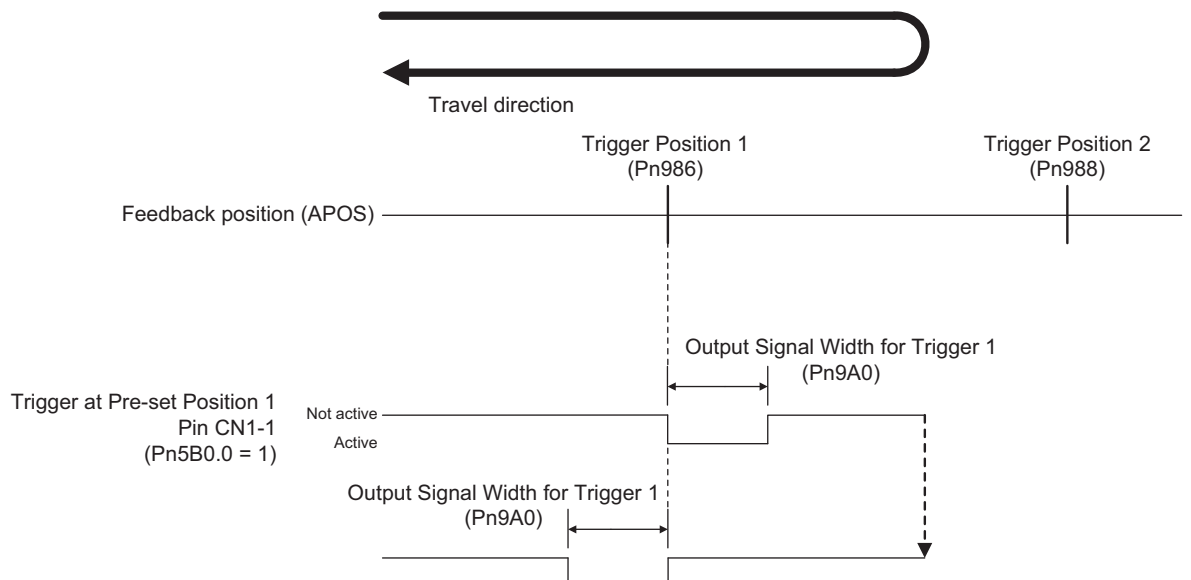 Travel direction
Trigger Position 1
(Pn986)
Trigger Position 2
(Pn988)
Feedback position (APOS)
Output Signal Width for Trigger 1
(Pn9A0)
Trigger at Pre-set Position 1
Pin CN1-1
(Pn5B0.0 = 1)
Not active
Active
Output Signal Width for Trigger 1
(Pn9A0)